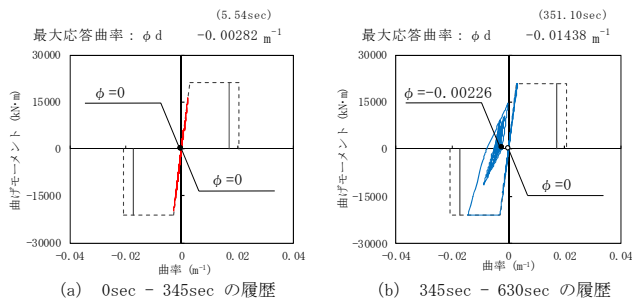 (5.54sec)
最大応答曲率：φd -0.00282 m⁻¹
曲げモーメント (kN·m)
30000
15000
0
-15000
-30000
φ=0
φ=0
-0.04 -0.02 0 0.02 0.04
曲率 (m⁻¹)
(a) 0sec - 345sec の履歴
(351.10sec)
最大応答曲率：φd -0.01438 m⁻¹
曲げモーメント (kN·m)
30000
15000
0
-15000
-30000
φ=-0.00226
φ=0
-0.04 -0.02 0 0.02 0.04
曲率 (m⁻¹)
(b) 345sec - 630sec の履歴